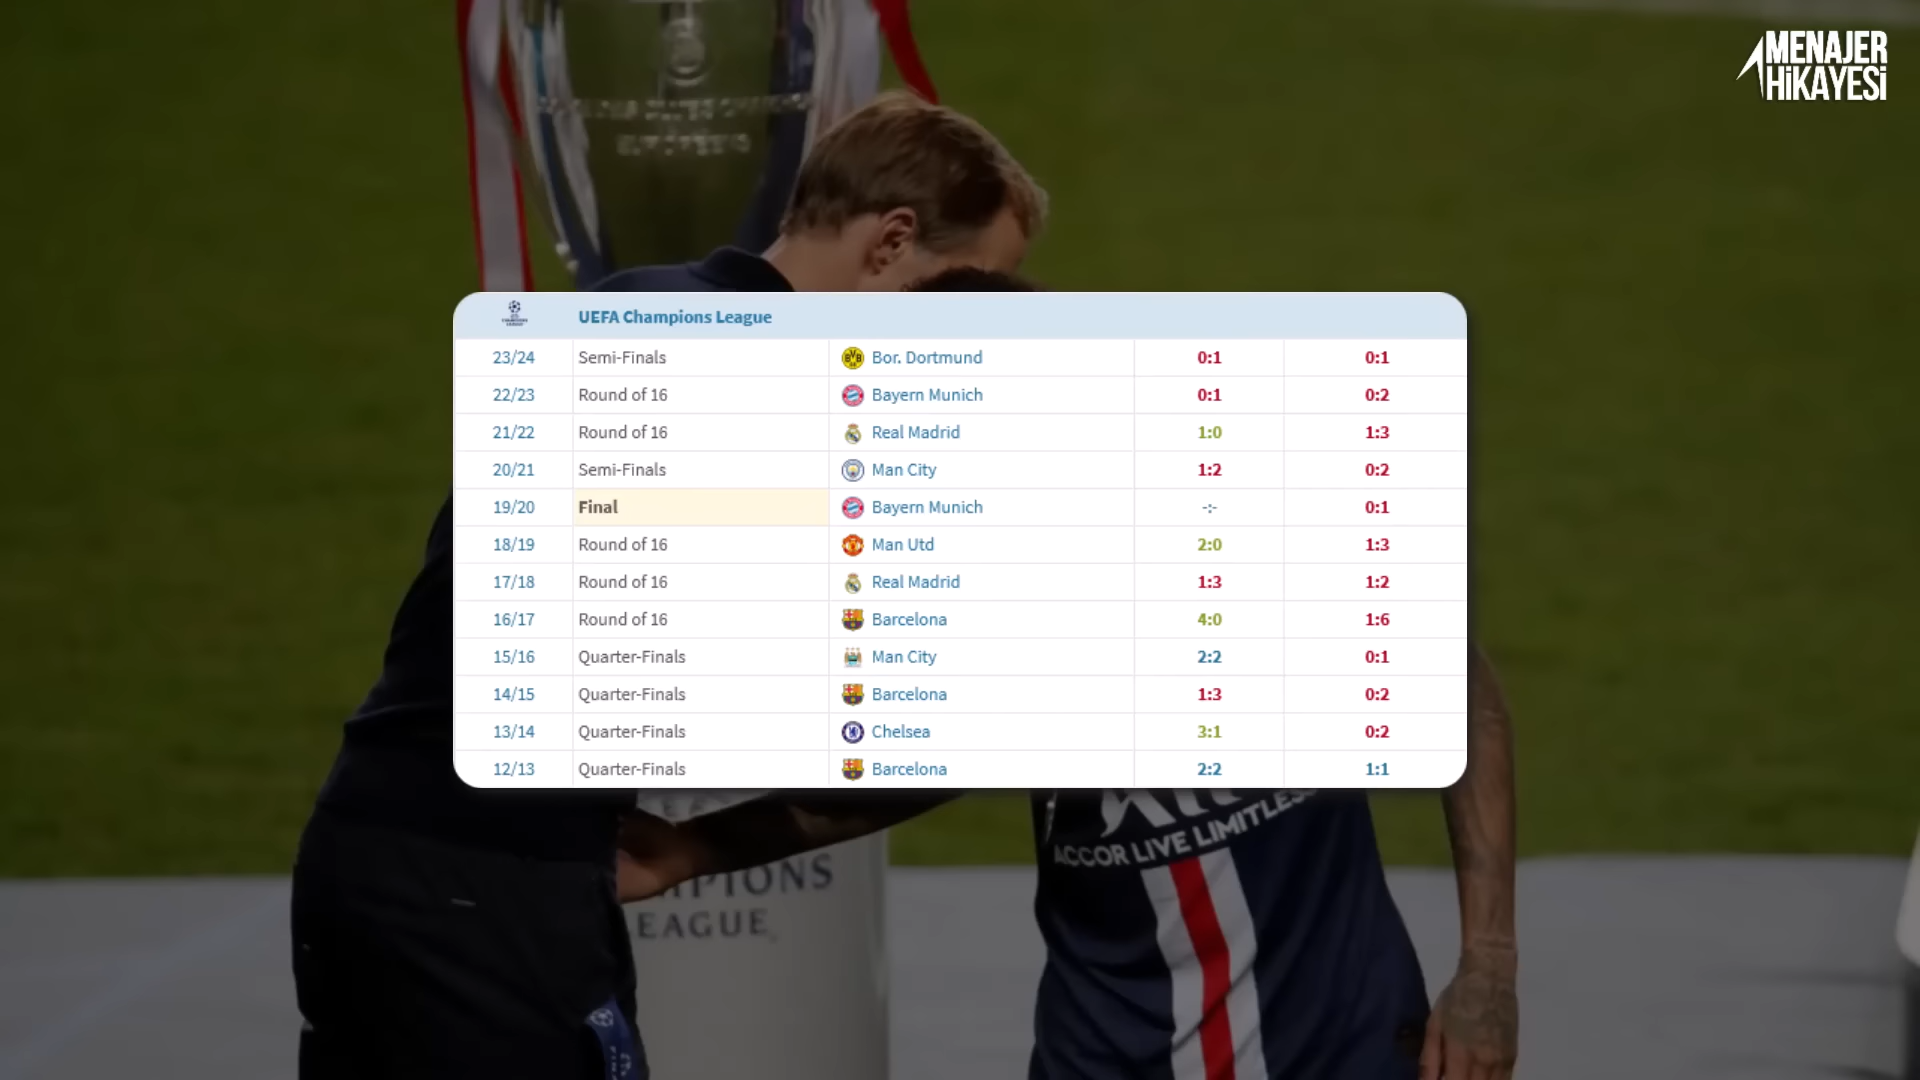 MENAJER
HİKAYESİ
UEFA Champions League
23/24 Semi-Finals Bor. Dortmund 0:1 0:1
22/23 Round of 16 Bayern Munich 0:1 0:2
21/22 Round of 16 Real Madrid 1:0 1:3
20/21 Semi-Finals Man City 1:2 0:2
19/20 Final Bayern Munich -:- 0:1
18/19 Round of 16 Man Utd 2:0 1:3
17/18 Round of 16 Real Madrid 1:3 1:2
16/17 Round of 16 Barcelona 4:0 1:6
15/16 Quarter-Finals Man City 2:2 0:1
14/15 Quarter-Finals Barcelona 1:3 0:2
13/14 Quarter-Finals Chelsea 3:1 0:2
12/13 Quarter-Finals Barcelona 2:2 1:1
ACCOR LIVE LIMITLESS
LEAGUE